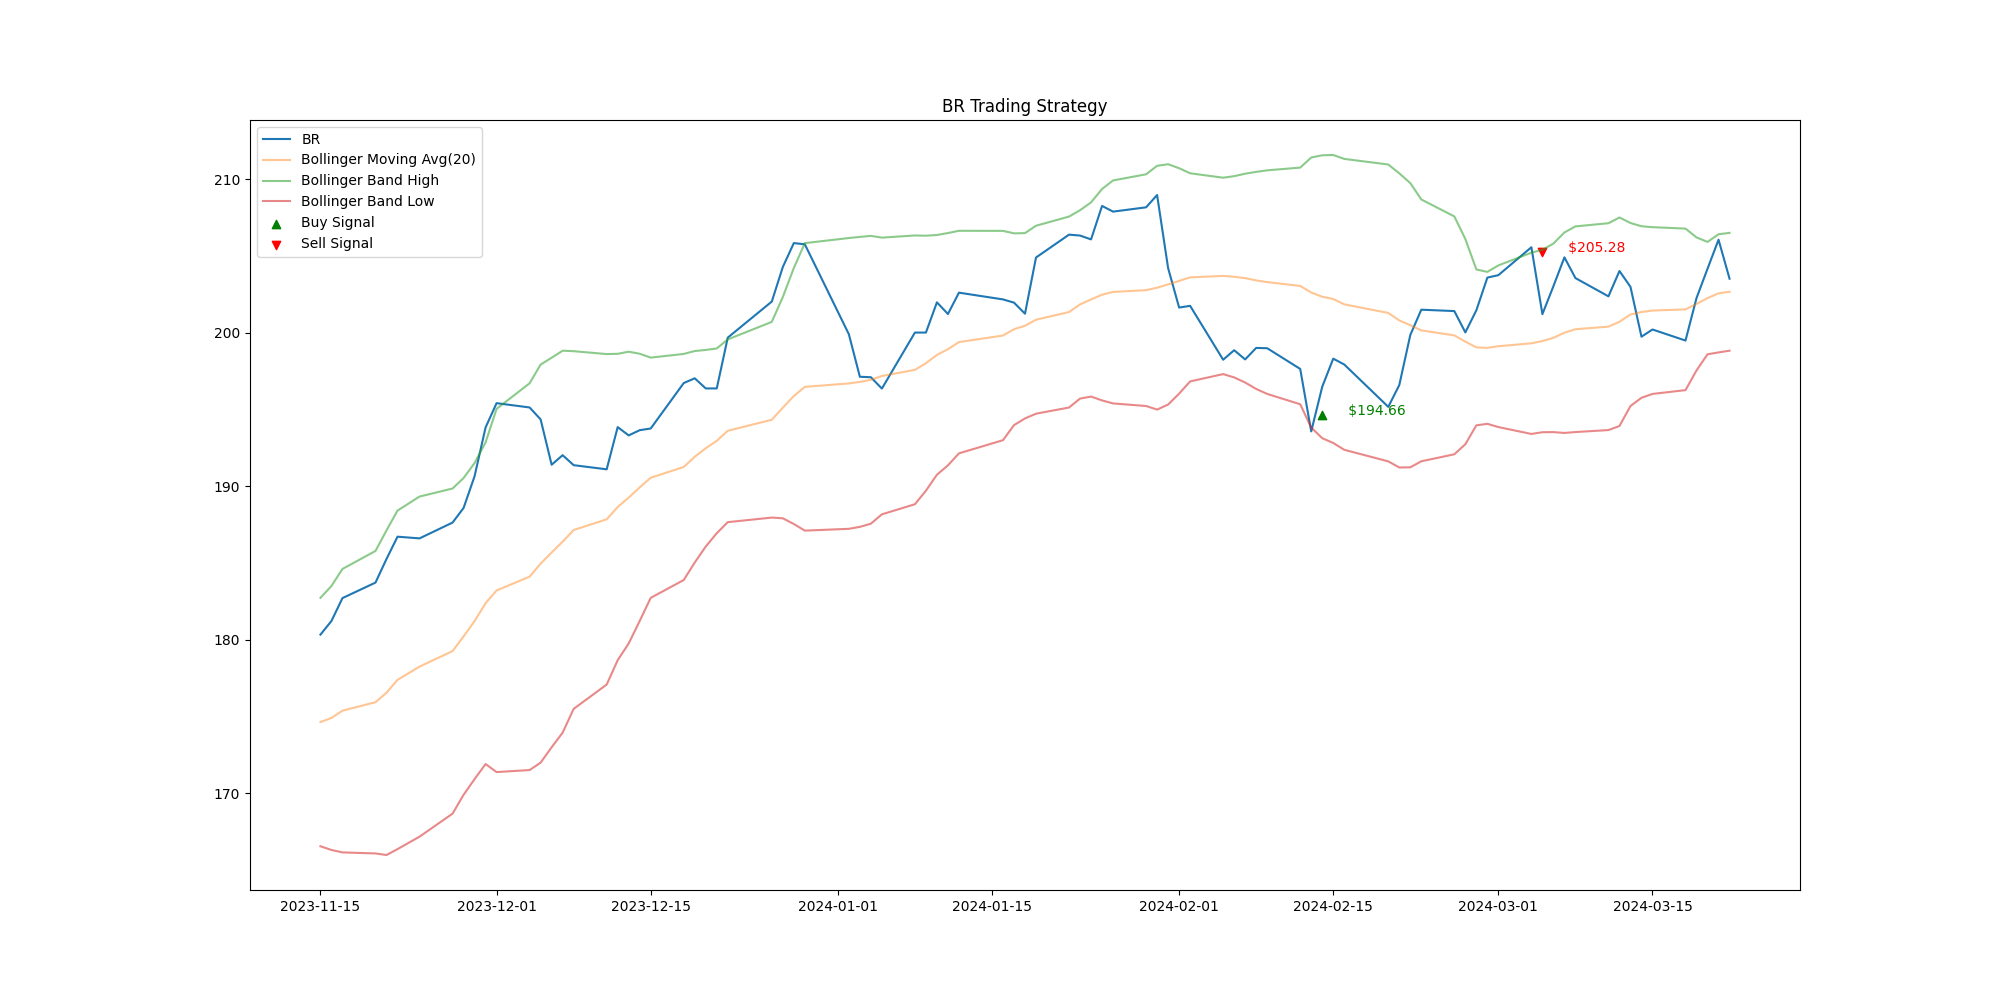 BR Trading Strategy
BR
Bollinger Moving Avg(20)
Bollinger Band High
Bollinger Band Low
Buy Signal
Sell Signal
210
200
190
180
170
$205.28
$194.66
2023-11-15
2023-12-01
2023-12-15
2024-01-01
2024-01-15
2024-02-01
2024-02-15
2024-03-01
2024-03-15